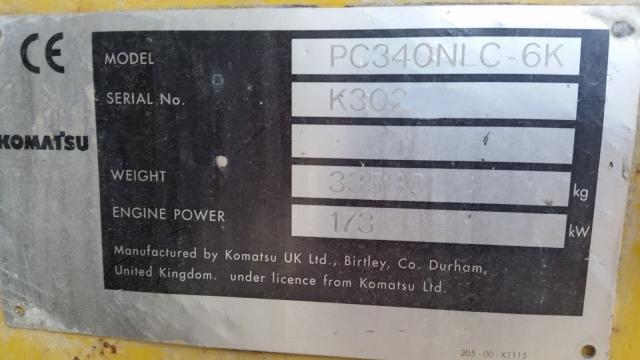 CE
MODEL PC340NLC-6K
SERIAL No. K302
KOMATSU
WEIGHT kg
ENGINE POWER 173 kW
Manufactured by Komatsu UK Ltd., Birtley, Co. Durham,
United Kingdom. under licence from Komatsu Ltd.
205-00-K1115